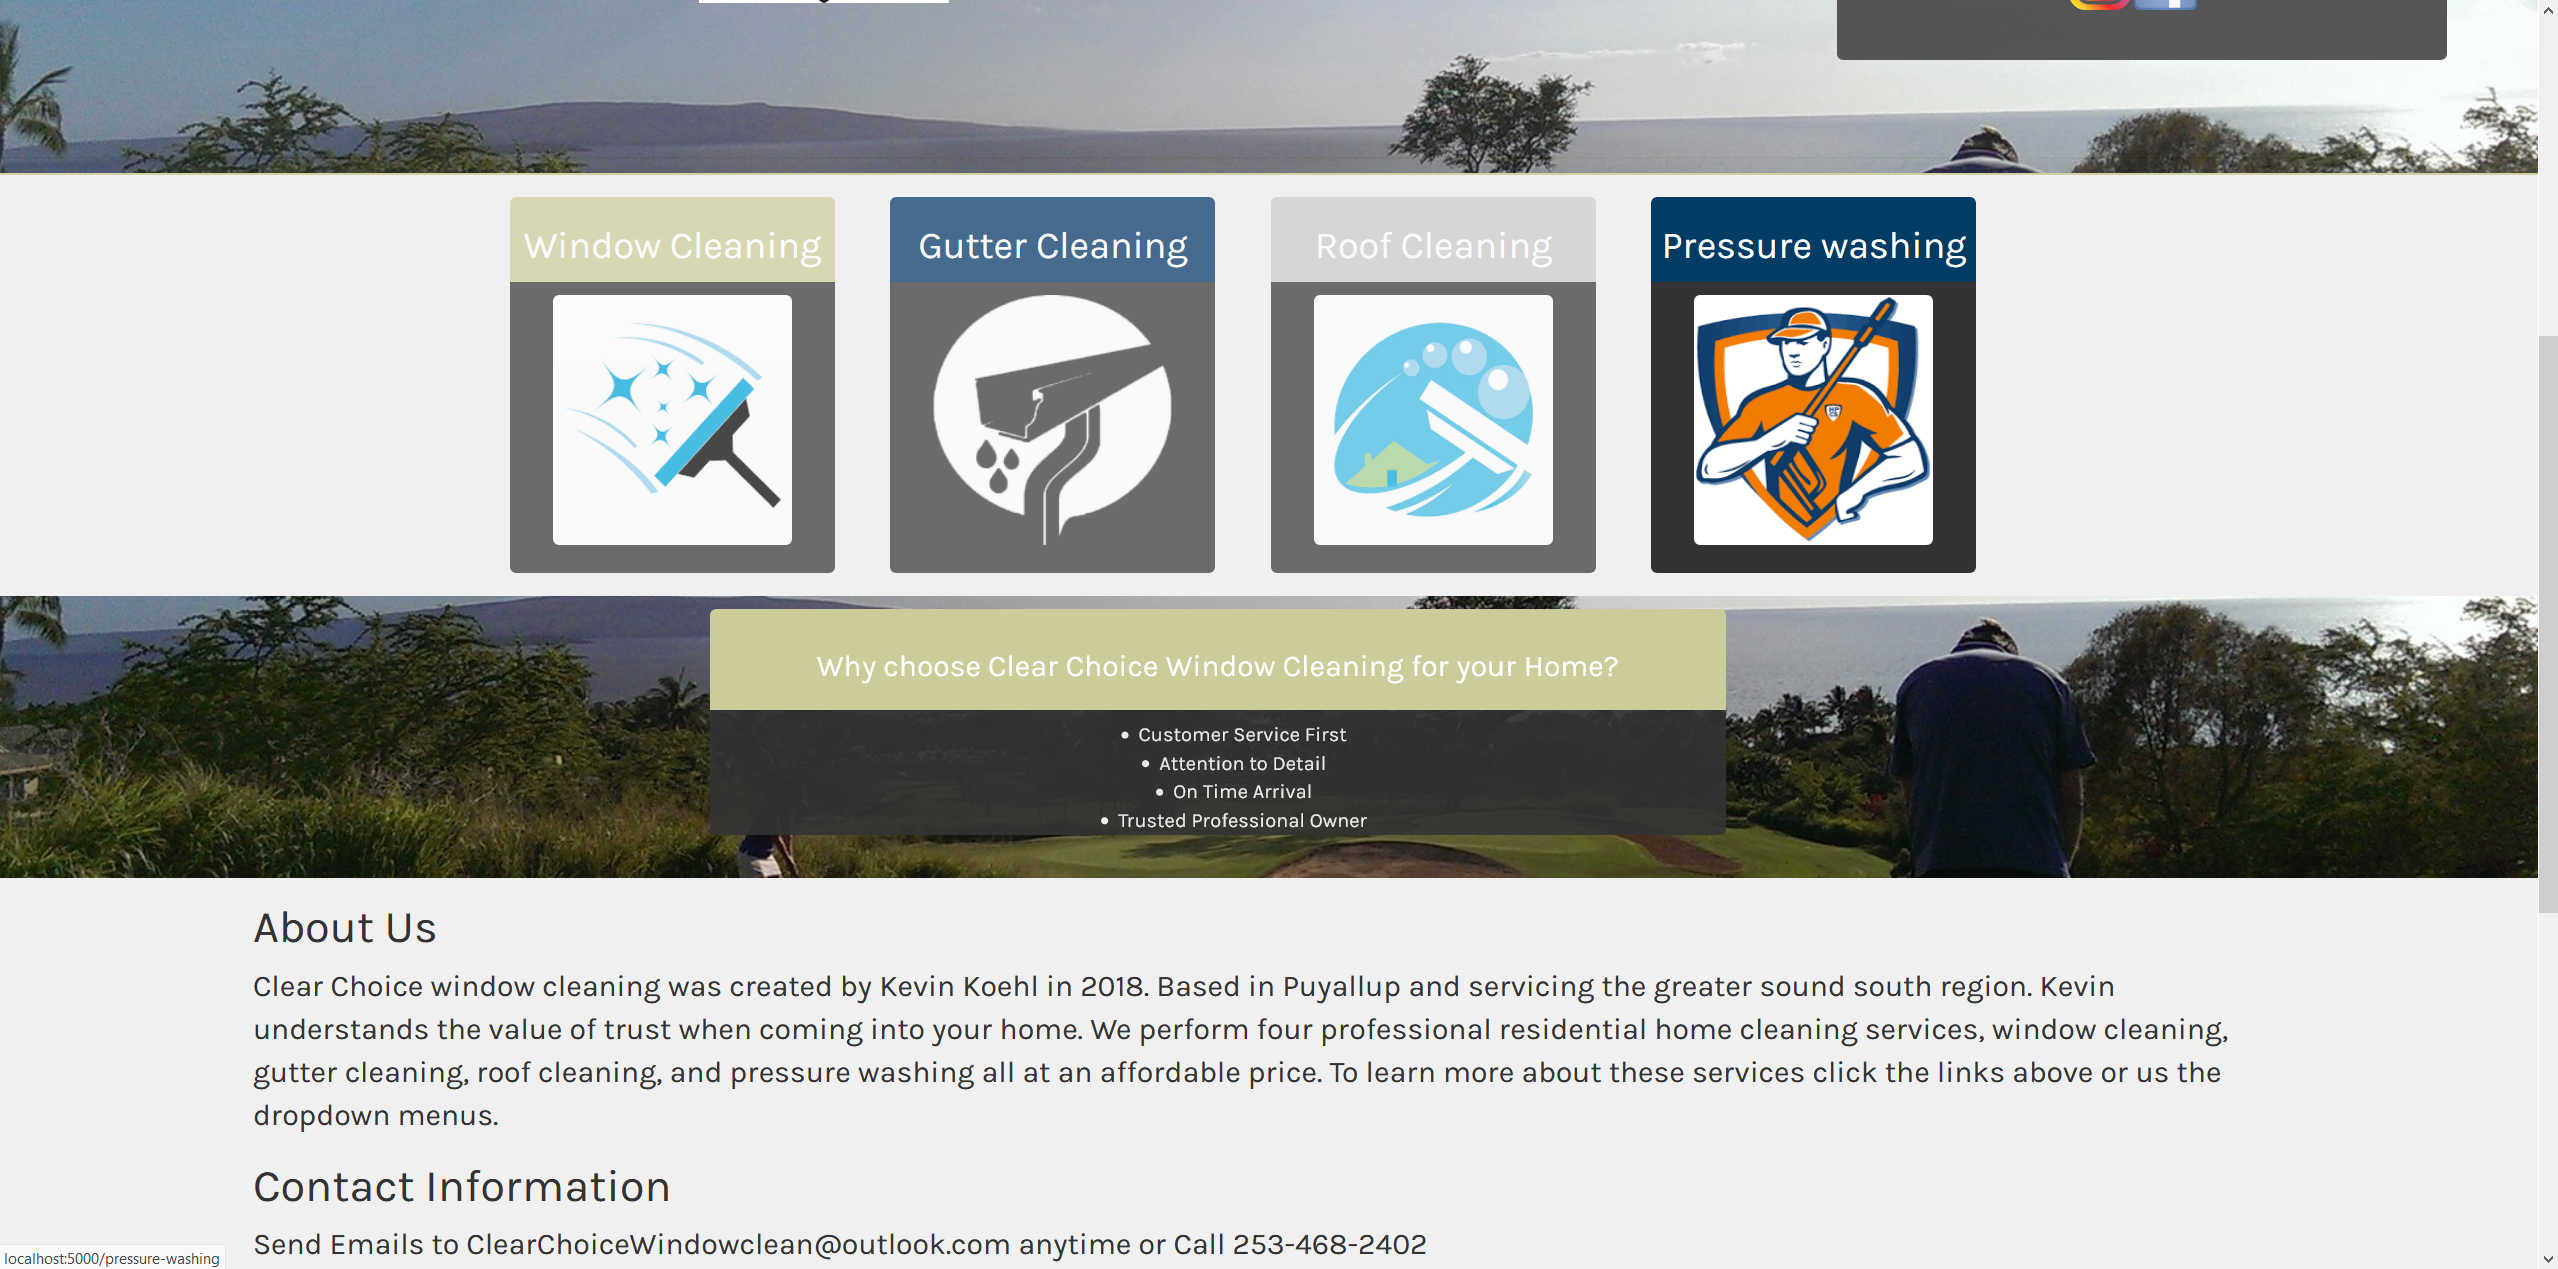 Window Cleaning
Gutter Cleaning
Roof Cleaning
Pressure washing
Why choose Clear Choice Window Cleaning for your Home?
• Customer Service First
• Attention to Detail
• On Time Arrival
• Trusted Professional Owner
About Us
Clear Choice window cleaning was created by Kevin Koehl in 2018. Based in Puyallup and servicing the greater sound south region. Kevin
understands the value of trust when coming into your home. We perform four professional residential home cleaning services, window cleaning,
gutter cleaning, roof cleaning, and pressure washing all at an affordable price. To learn more about these services click the links above or us the
dropdown menus.
Contact Information
Send Emails to ClearChoiceWindowclean@outlook.com anytime or Call 253-468-2402
localhost:5000/pressure-washing